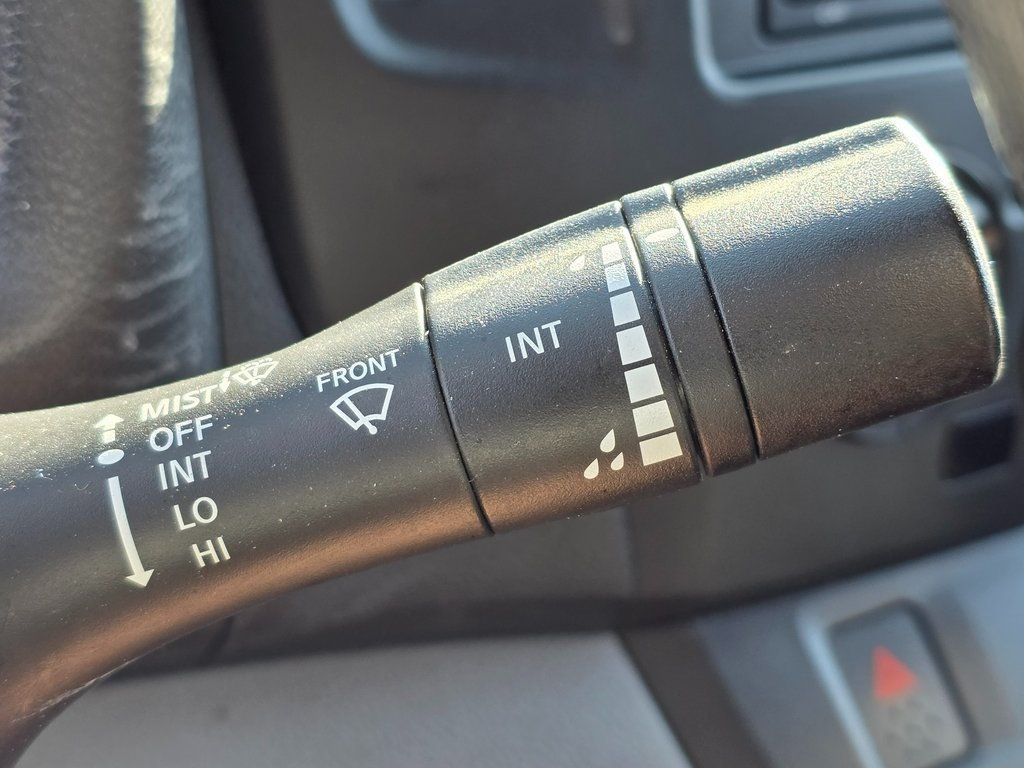 MIST
OFF
INT
LO
HI
FRONT
INT